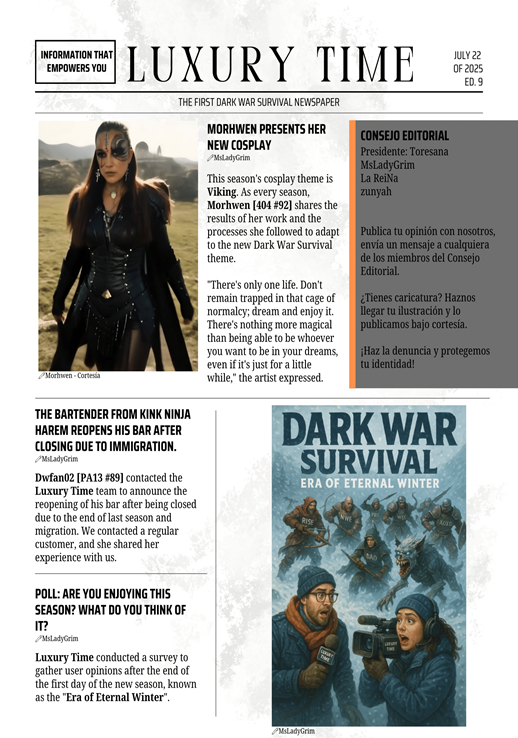 INFORMATION THAT
EMPOWERS YOU
LUXURY TIME
JULY 22
OF 2025
ED. 9
THE FIRST DARK WAR SURVIVAL NEWSPAPER
MORHWEN PRESENTS HER
NEW COSPLAY
MsLadyGrim
This season's cosplay theme is
Viking. As every season,
Morhwen [404 #92] shares the
results of her work and the
processes she followed to adapt
to the new Dark War Survival
theme.
"There's only one life. Don't
remain trapped in that cage of
normalcy; dream and enjoy it.
There's nothing more magical
than being able to be whoever
you want to be in your dreams,
even if it's just for a little
while," the artist expressed.
Morhwen - Cortesía
CONSEJO EDITORIAL
Presidente: Toresana
MsLadyGrim
La ReiNa
zunyah
Publica tu opinión con nosotros,
envía un mensaje a cualquiera
de los miembros del Consejo
Editorial.
¿Tienes caricatura? Haznos
llegar tu ilustración y lo
publicamos bajo cortesía.
¡Haz la denuncia y protegemos
tu identidad!
THE BARTENDER FROM KINK NINJA
HAREM REOPENS HIS BAR AFTER
CLOSING DUE TO IMMIGRATION.
MsLadyGrim
Dwfan02 [PA13 #89] contacted the
Luxury Time team to announce the
reopening of his bar after being closed
due to the end of last season and
migration. We contacted a regular
customer, and she shared her
experience with us.
POLL: ARE YOU ENJOYING THIS
SEASON? WHAT DO YOU THINK OF
IT?
MsLadyGrim
Luxury Time conducted a survey to
gather user opinions after the end of
the first day of the new season, known
as the "Era of Eternal Winter".
DARK WAR
SURVIVAL
ERA OF ETERNAL WINTER
RISE
BAD
LUXURY
TIME
LUXURY
TIME
MsLadyGrim